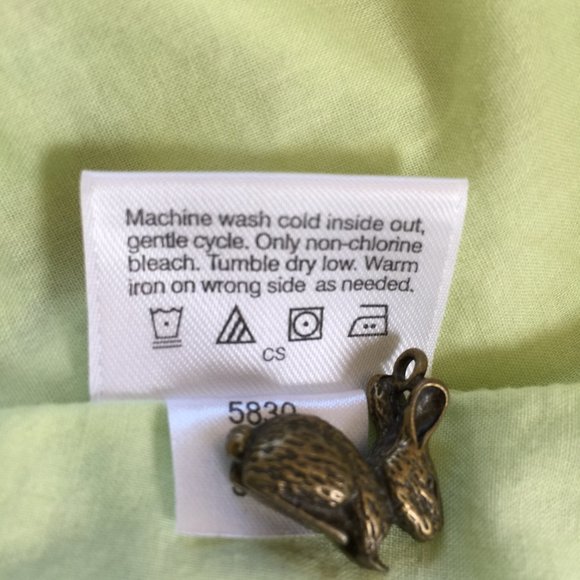 Machine wash cold inside out,
gentle cycle. Only non-chlorine
bleach. Tumble dry low. Warm
iron on wrong side as needed.
CS
5830